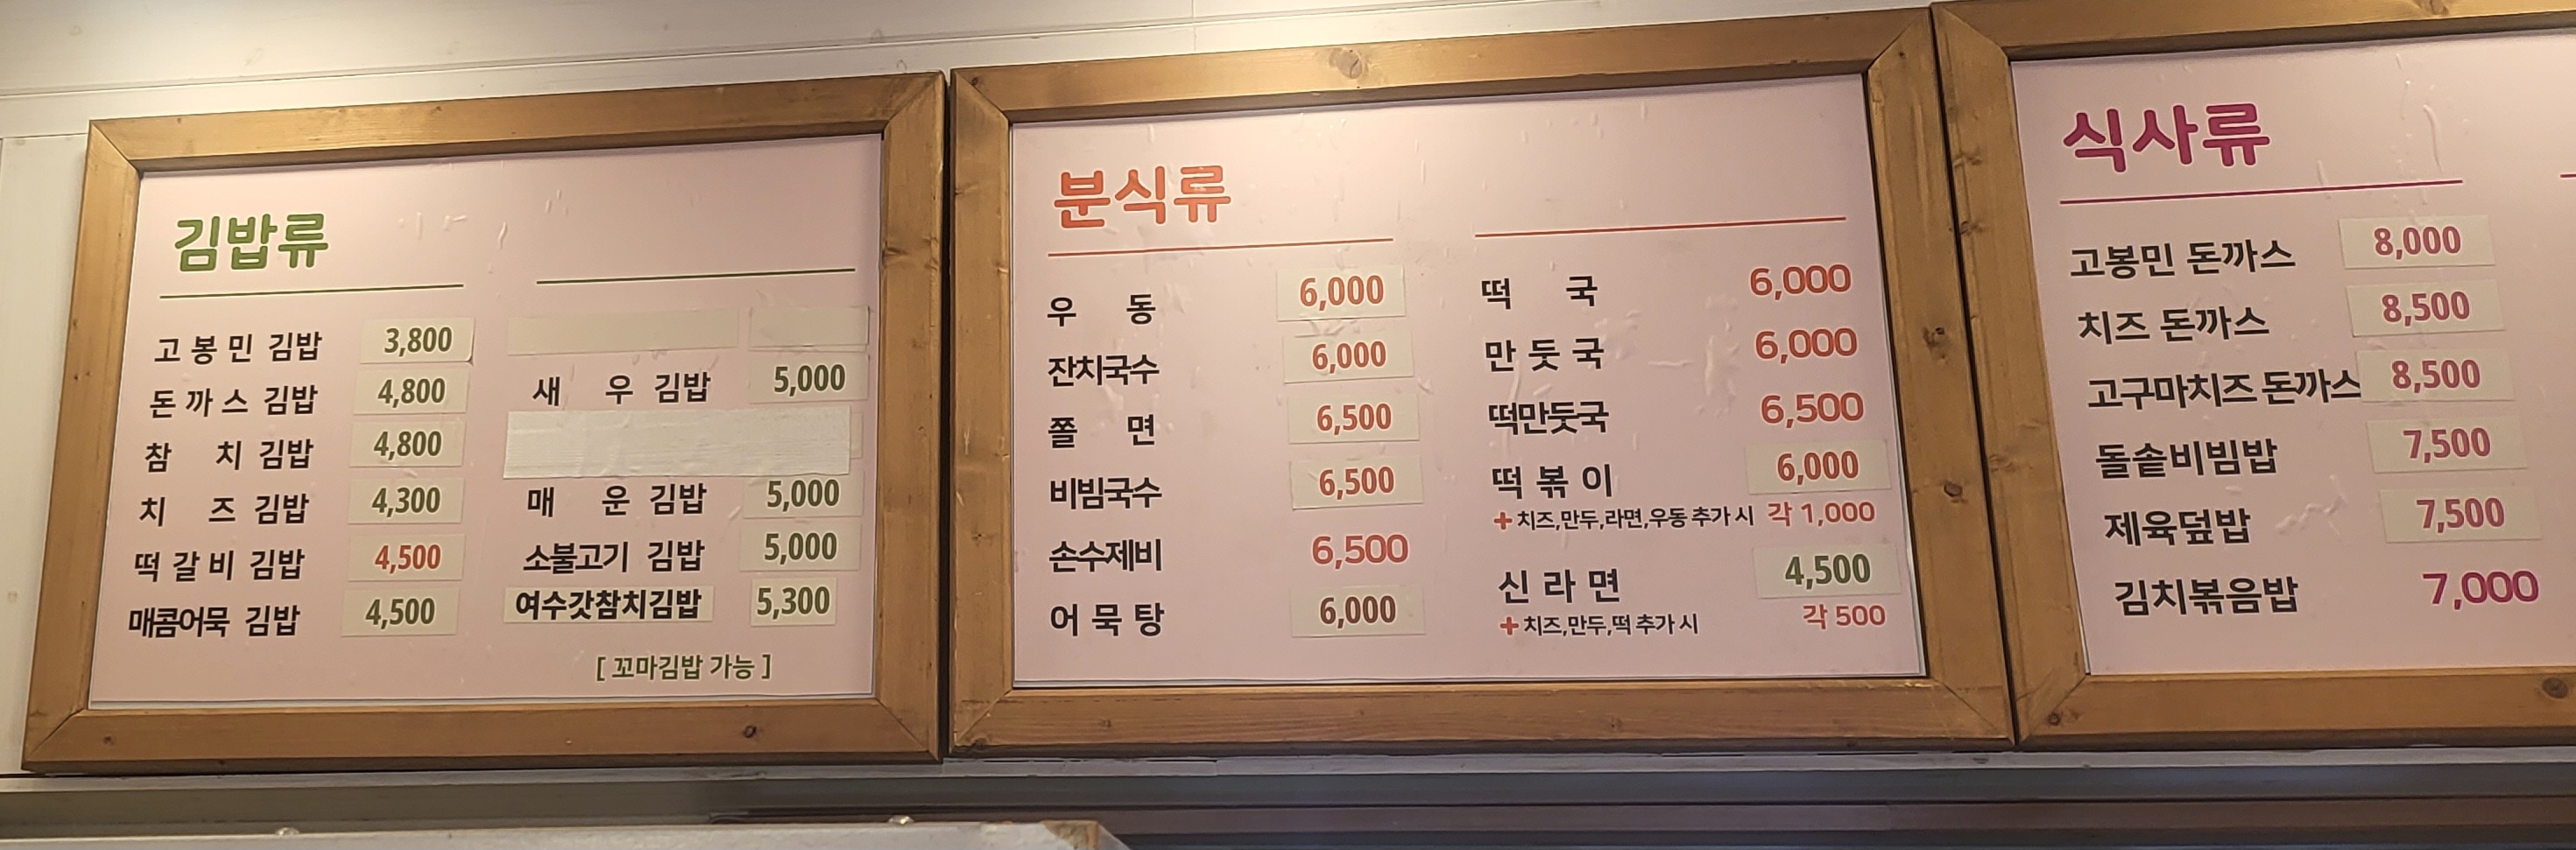 김밥류
고봉민 김밥 3,800
돈까스 김밥 4,800
참치 김밥 4,800
치즈 김밥 4,300
떡갈비 김밥 4,500
매콤어묵 김밥 4,500
새우 김밥 5,000
매운 김밥 5,000
소불고기 김밥 5,000
여수갓참치김밥 5,300
[ 꼬마김밥 가능 ]
분식류
우동 6,000
잔치국수 6,000
쫄면 6,500
비빔국수 6,500
손수제비 6,500
어묵탕 6,000
떡국 6,000
만둣국 6,000
떡만둣국 6,500
떡볶이 6,000
+ 치즈,만두,라면,우동 추가 시 각 1,000
신라면 4,500
+ 치즈,만두,떡 추가 시 각 500
식사류
고봉민 돈까스 8,000
치즈 돈까스 8,500
고구마치즈 돈까스 8,500
돌솥비빔밥 7,500
제육덮밥 7,500
김치볶음밥 7,000